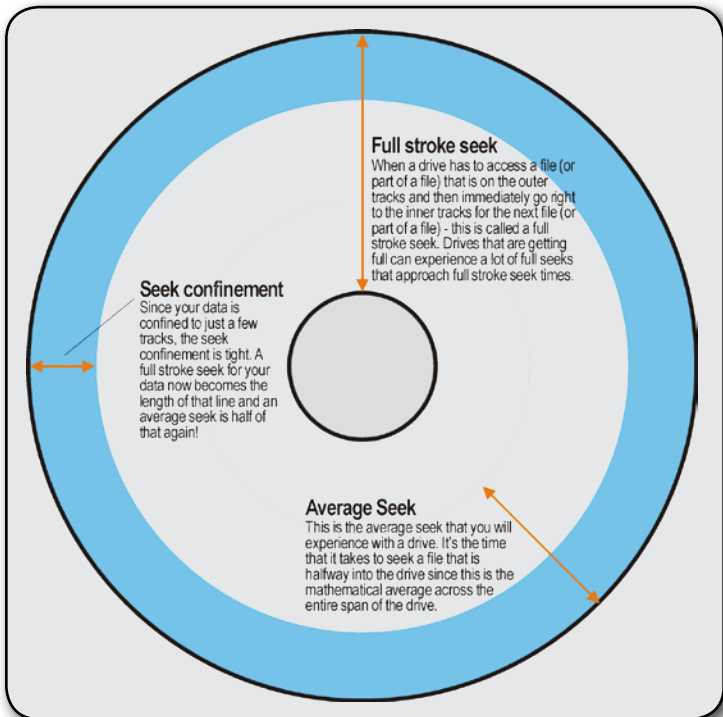 Full stroke seek
When a drive has to access a file (or
part of a file) that is on the outer
tracks and then immediately go right
to the inner tracks for the next file (or
part of a file) - this is called a full
stroke seek. Drives that are getting
full can experience a lot of full seeks
that approach full stroke seek times.
Seek confinement
Since your data is
confined to just a few
tracks, the seek
confinement is tight. A
full stroke seek for your
data now becomes the
length of that line and an
average seek is half of
that again!
Average Seek
This is the average seek that you will
experience with a drive. It's the time
that it takes to seek a file that is
halfway into the drive since this is the
mathematical average across the
entire span of the drive.